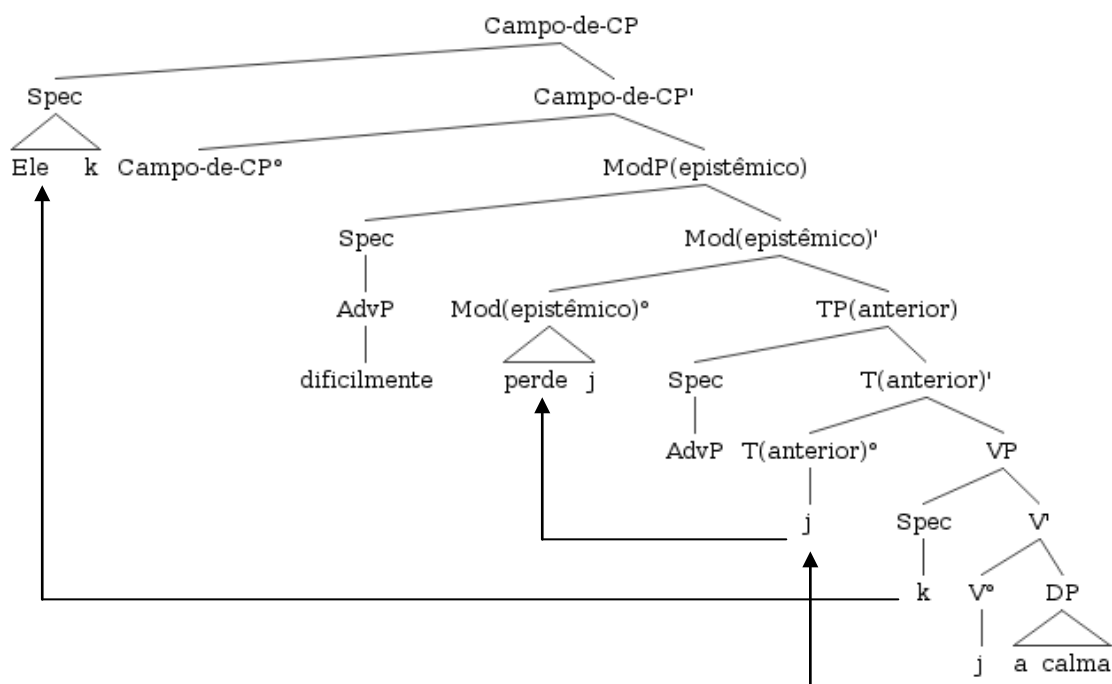 Campo-de-CP
Spec Campo-de-CP'
Ele k Campo-de-CP° ModP(epistêmico)
Spec Mod(epistêmico)'
AdvP Mod(epistêmico)° TP(anterior)
dificilmente perde j Spec T(anterior)'
AdvP T(anterior)° VP
j Spec V'
k V° DP
j a calma